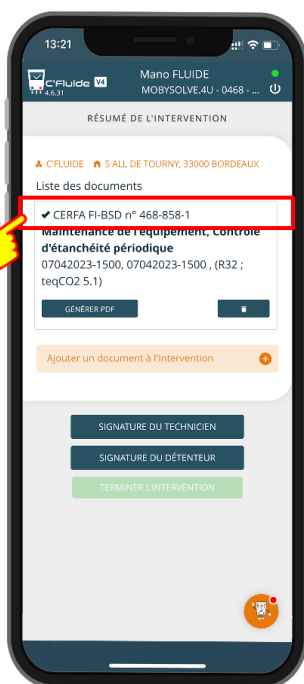 13:21
C'Fluide V4
4.6.31
Mano FLUIDE
MOBYSOLVE.4U - 0468 - ...
RÉSUMÉ DE L'INTERVENTION
C'FLUIDE 5 ALL DE TOURNY, 33000 BORDEAUX
Liste des documents
✔ CERFA FI-BSD n° 468-858-1
Maintenance de l'équipement, Contrôle
d'étanchéité périodique
07042023-1500, 07042023-1500 , (R32 ;
teqCO2 5.1)
GÉNÉRER PDF
Ajouter un document à l'intervention
SIGNATURE DU TECHNICIEN
SIGNATURE DU DÉTENTEUR
TERMINER L'INTERVENTION